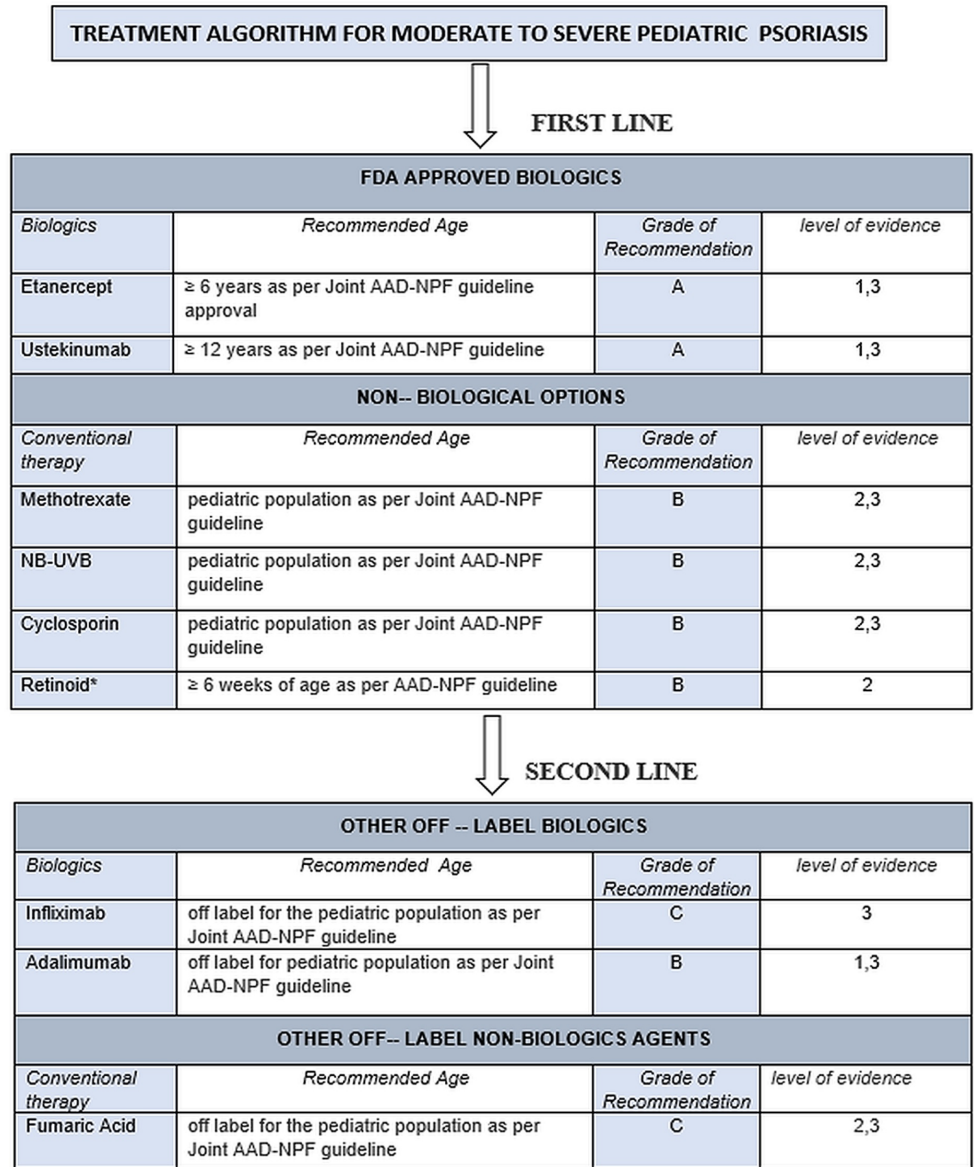 TREATMENT ALGORITHM FOR MODERATE TO SEVERE PEDIATRIC PSORIASIS
FIRST LINE
FDA APPROVED BIOLOGICS
Biologics
Recommended Age
Grade of
Recommendation
level of evidence
Etanercept
≥ 6 years as per Joint AAD-NPF guideline
approval
A
1,3
Ustekinumab
≥ 12 years as per Joint AAD-NPF guideline
A
1,3
NON-- BIOLOGICAL OPTIONS
Conventional
therapy
Recommended Age
Grade of
Recommendation
level of evidence
Methotrexate
pediatric population as per Joint AAD-NPF
guideline
B
2,3
NB-UVB
pediatric population as per Joint AAD-NPF
guideline
B
2,3
Cyclosporin
pediatric population as per Joint AAD-NPF
guideline
B
2,3
Retinoid*
≥ 6 weeks of age as per AAD-NPF guideline
B
2
SECOND LINE
OTHER OFF -- LABEL BIOLOGICS
Biologics
Recommended Age
Grade of
Recommendation
level of evidence
Infliximab
off label for the pediatric population as per
Joint AAD-NPF guideline
C
3
Adalimumab
off label for pediatric population as per Joint
AAD-NPF guideline
B
1,3
OTHER OFF-- LABEL NON-BIOLOGICS AGENTS
Conventional
therapy
Recommended Age
Grade of
Recommendation
level of evidence
Fumaric Acid
off label for the pediatric population as per
Joint AAD-NPF guideline
C
2,3